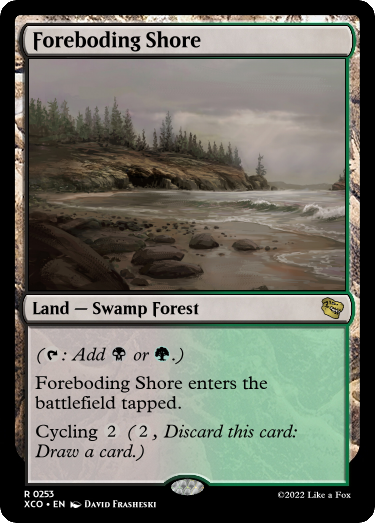 Foreboding Shore
Land — Swamp Forest
(: Add or .)
Foreboding Shore enters the
battlefield tapped.
Cycling 2 (2, Discard this card:
Draw a card.)
R 0253
XCO • EN DAVID FRASHESKI
©2022 Like a Fox